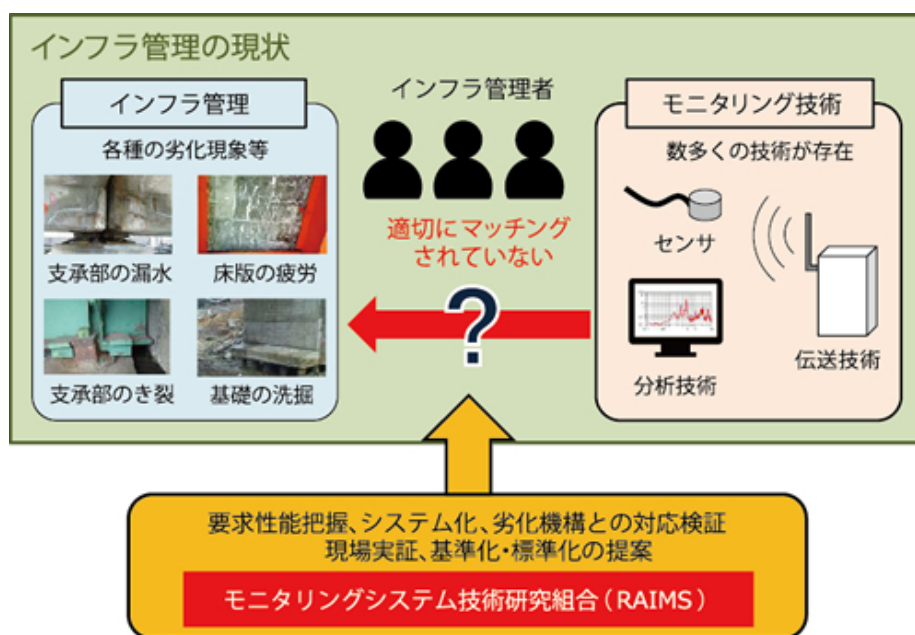 インフラ管理の現状
インフラ管理
各種の劣化現象等
支承部の漏水
床版の疲労
支承部のき裂
基礎の洗掘
インフラ管理者
適切にマッチング
されていない
?
モニタリング技術
数多くの技術が存在
センサ
分析技術
伝送技術
要求性能把握、システム化、劣化機構との対応検証
現場実証、基準化・標準化の提案
モニタリングシステム技術研究組合(RAIMS)